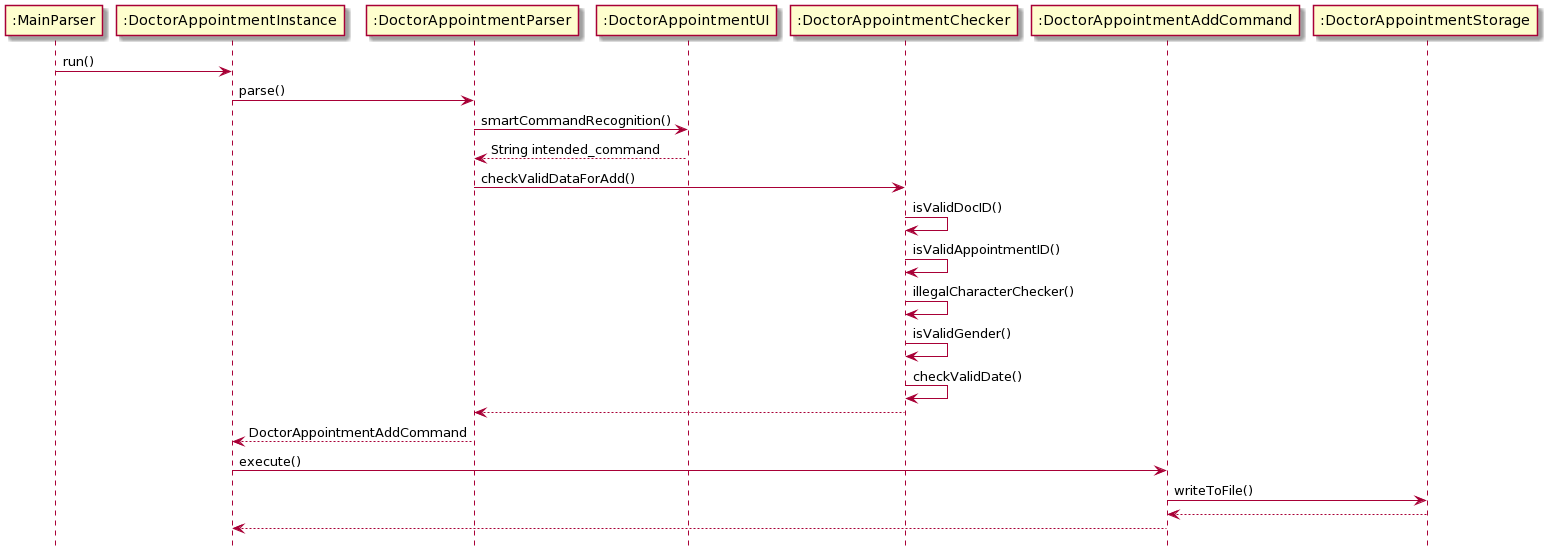 :MainParser :DoctorAppointmentInstance :DoctorAppointmentParser :DoctorAppointmentUI :DoctorAppointmentChecker :DoctorAppointmentAddCommand :DoctorAppointmentStorage
run()
parse()
smartCommandRecognition()
String intended_command
checkValidDataForAdd()
isValidDocID()
isValidAppointmentID()
illegalCharacterChecker()
isValidGender()
checkValidDate()
DoctorAppointmentAddCommand
execute()
writeToFile()